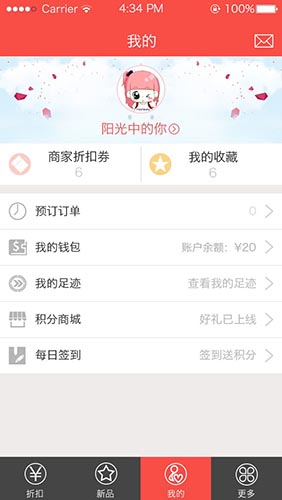 Carrier 4:34 PM 100%
我的
阳光中的你
商家折扣券 我的收藏
6 6
预订订单 0
我的钱包 账户余额：¥20
我的足迹 查看我的足迹
积分商城 好礼已上线
每日签到 签到送积分
折扣 新品 我的 更多